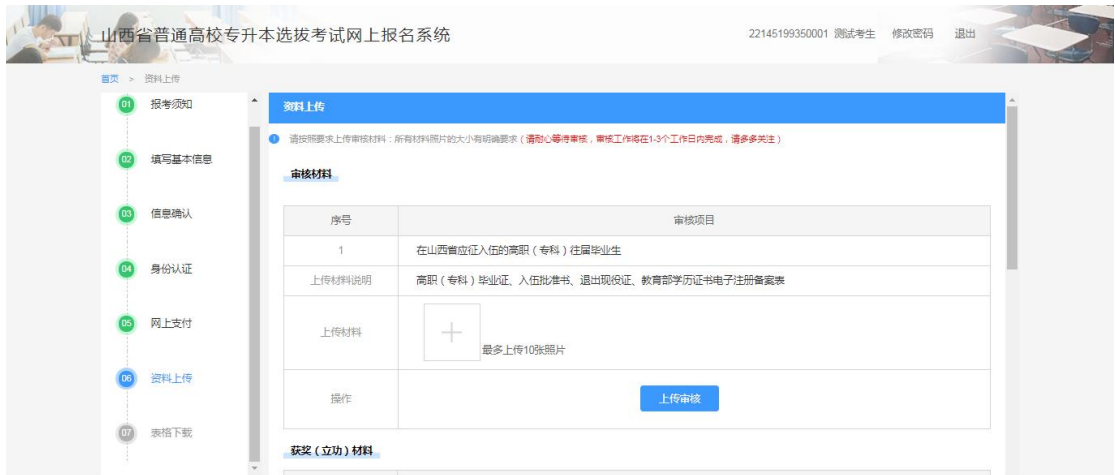 山西省普通高校专升本选拔考试网上报名系统
22145199350001 测试考生 修改密码 退出
首页 > 资料上传
01 报考须知
02 填写基本信息
03 信息确认
04 身份认证
05 网上支付
06 资料上传
07 表格下载
资料上传
请按照要求上传审核材料：所有材料照片的大小有明确要求（请耐心等待审核，审核工作将在1-3个工作日内完成，请多多关注）
审核材料
序号 审核项目
1 在山西省应征入伍的高职（专科）往届毕业生
上传材料说明 高职（专科）毕业证、入伍批准书、退出现役证、教育部学历证书电子注册备案表
上传材料 最多上传10张照片
操作 上传审核
获奖（立功）材料